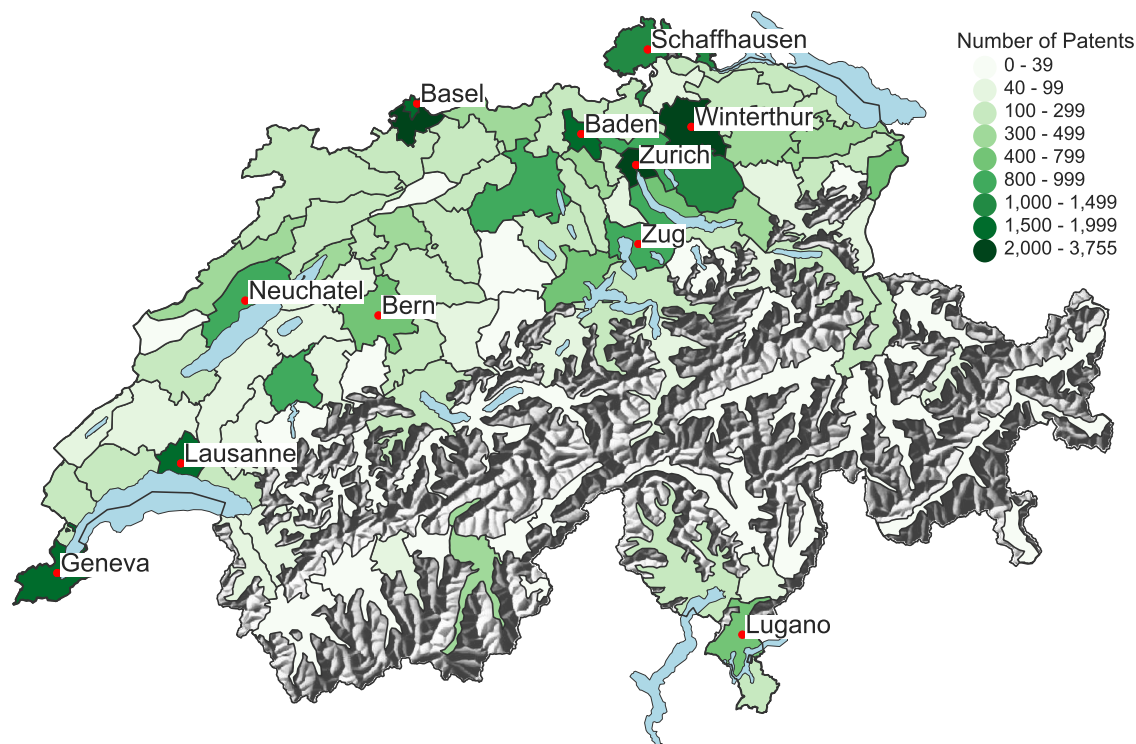 Schaffhausen
Number of Patents
0 - 39
40 - 99
100 - 299
300 - 499
400 - 799
800 - 999
1,000 - 1,499
1,500 - 1,999
2,000 - 3,755
Basel
Baden
Winterthur
Zurich
Zug
Neuchatel
Bern
Lausanne
Geneva
Lugano